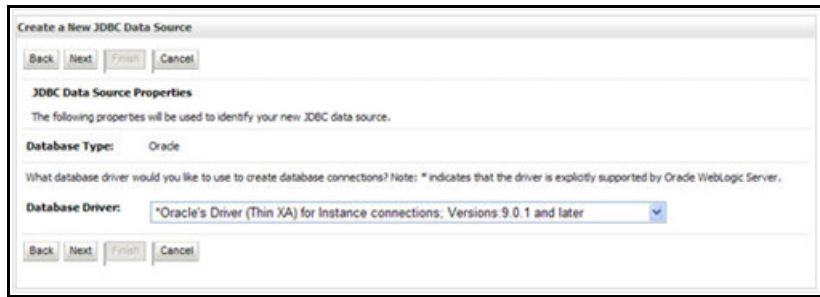 Create a New JDBC Data Source
Back Next Finish Cancel
JDBC Data Source Properties
The following properties will be used to identify your new JDBC data source.
Database Type: Oracle
What database driver would you like to use to create database connections? Note: * indicates that the driver is explicitly supported by Oracle WebLogic Server.
Database Driver: *Oracle's Driver (Thin XA) for Instance connections; Versions:9.0.1 and later
Back Next Finish Cancel